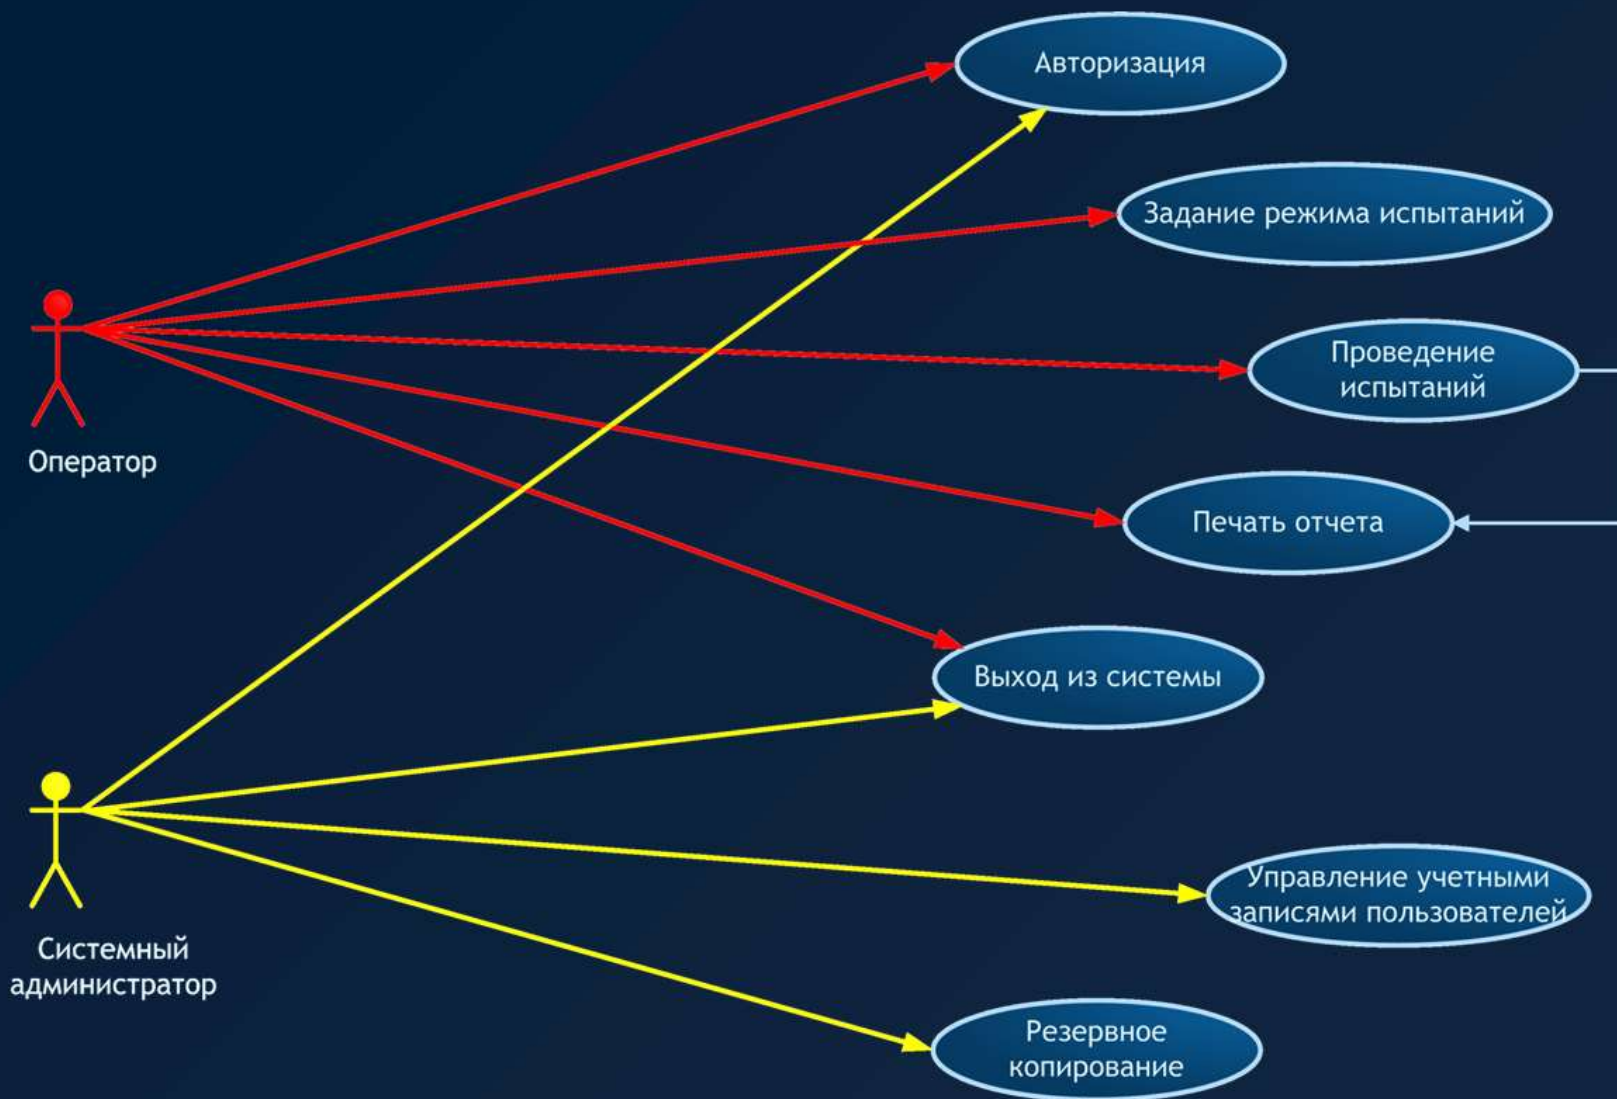 Авторизация
Задание режима испытаний
Проведение
испытаний
Оператор
Печать отчета
Выход из системы
Управление учетными
записями пользователей
Системный
администратор
Резервное
копирование